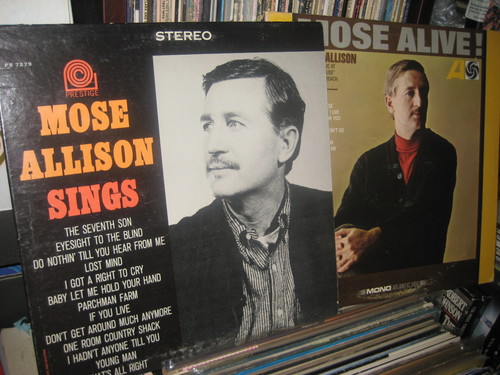 STEREO
PR 7279
PRESTIGE
MOSE
ALLISON
SINGS
THE SEVENTH SON
EYESIGHT TO THE BLIND
DO NOTHIN TILL YOU HEAR FROM ME
LOST MIND
I GOT A RIGHT TO CRY
BABY LET ME HOLD YOUR HAND
PARCHMAN FARM
IF YOU LIVE
DON'T GET AROUND MUCH ANYMORE
ONE ROOM COUNTRY SHACK
I HADN'T ANYONE TILL YOU
YOUNG MAN
THAT'S ALL RIGHT
MOSE ALIVE!
ALLISON
MONO